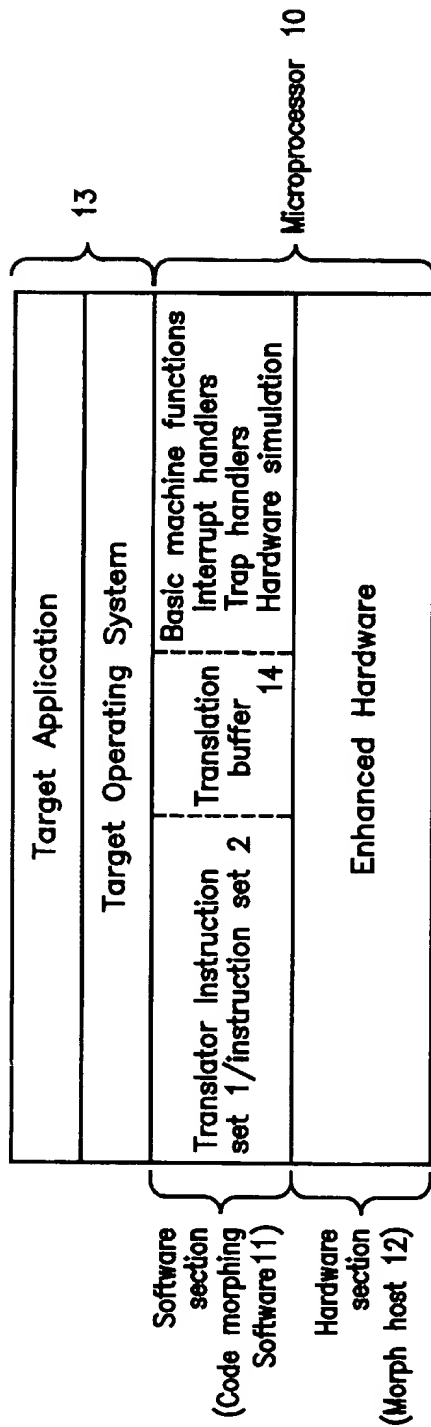 Target Application
Target Operating System
13
Translator Instruction
set 1/instruction set 2
Translation
buffer
14
Basic machine functions
Interrupt handlers
Trap handlers
Hardware simulation
Enhanced Hardware
Software
section
(Code morphing
Software11)
Hardware
section
(Morph host 12)
Microprocessor 10